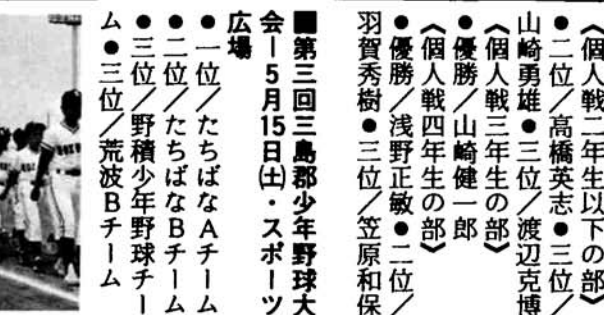 〈個人戦二年生以下の部〉
●二位/高橋英志●三位/
山崎勇雄●三位/渡辺克博
〈個人戦三年生の部〉
●優勝/山崎健一郎
〈個人戦四年生の部〉
●優勝/浅野正敏●二位/
羽賀秀樹●三位/笠原和保
■第三回三島郡少年野球大
会ー5月15日㈯・スポーツ
広場
●一位/たちばなAチーム
●二位/たちばなBチーム
●三位/野積少年野球チー
ム●三位/荒波Bチーム